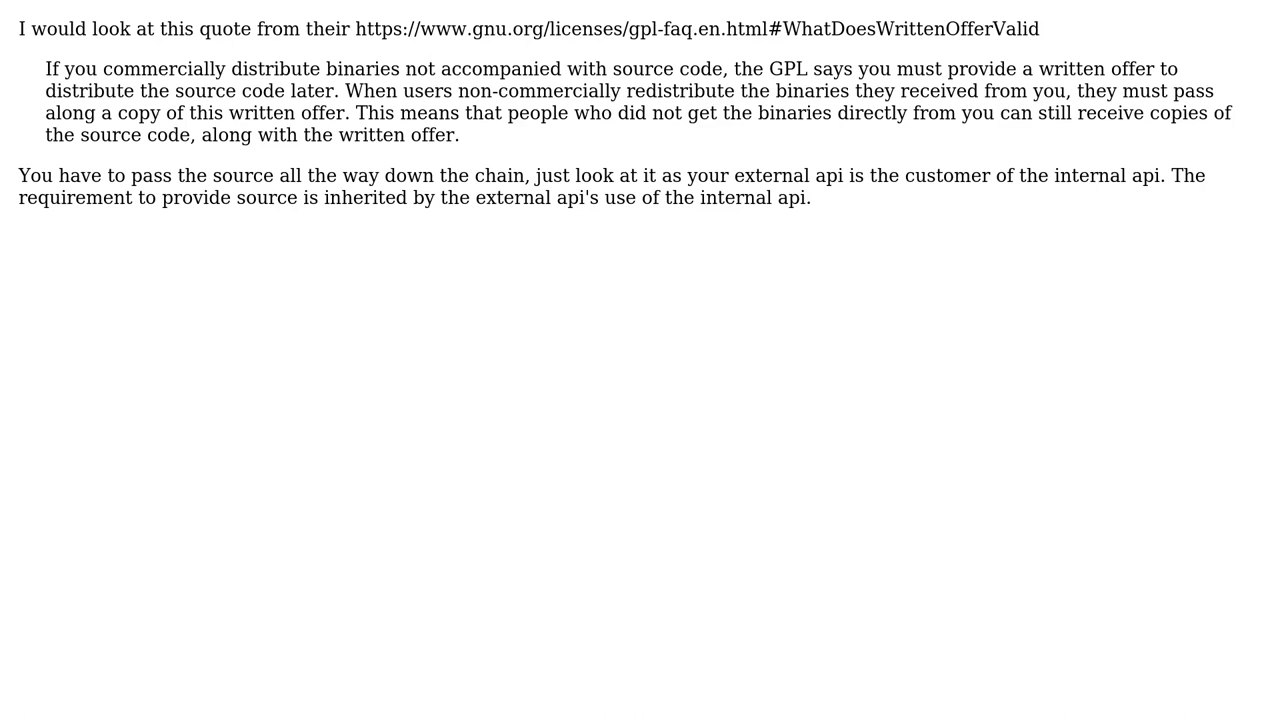 I would look at this quote from their https://www.gnu.org/licenses/gpl-faq.en.html#WhatDoesWrittenOfferValid
If you commercially distribute binaries not accompanied with source code, the GPL says you must provide a written offer to
distribute the source code later. When users non-commercially redistribute the binaries they received from you, they must pass
along a copy of this written offer. This means that people who did not get the binaries directly from you can still receive copies of
the source code, along with the written offer.
You have to pass the source all the way down the chain, just look at it as your external api is the customer of the internal api. The
requirement to provide source is inherited by the external api's use of the internal api.